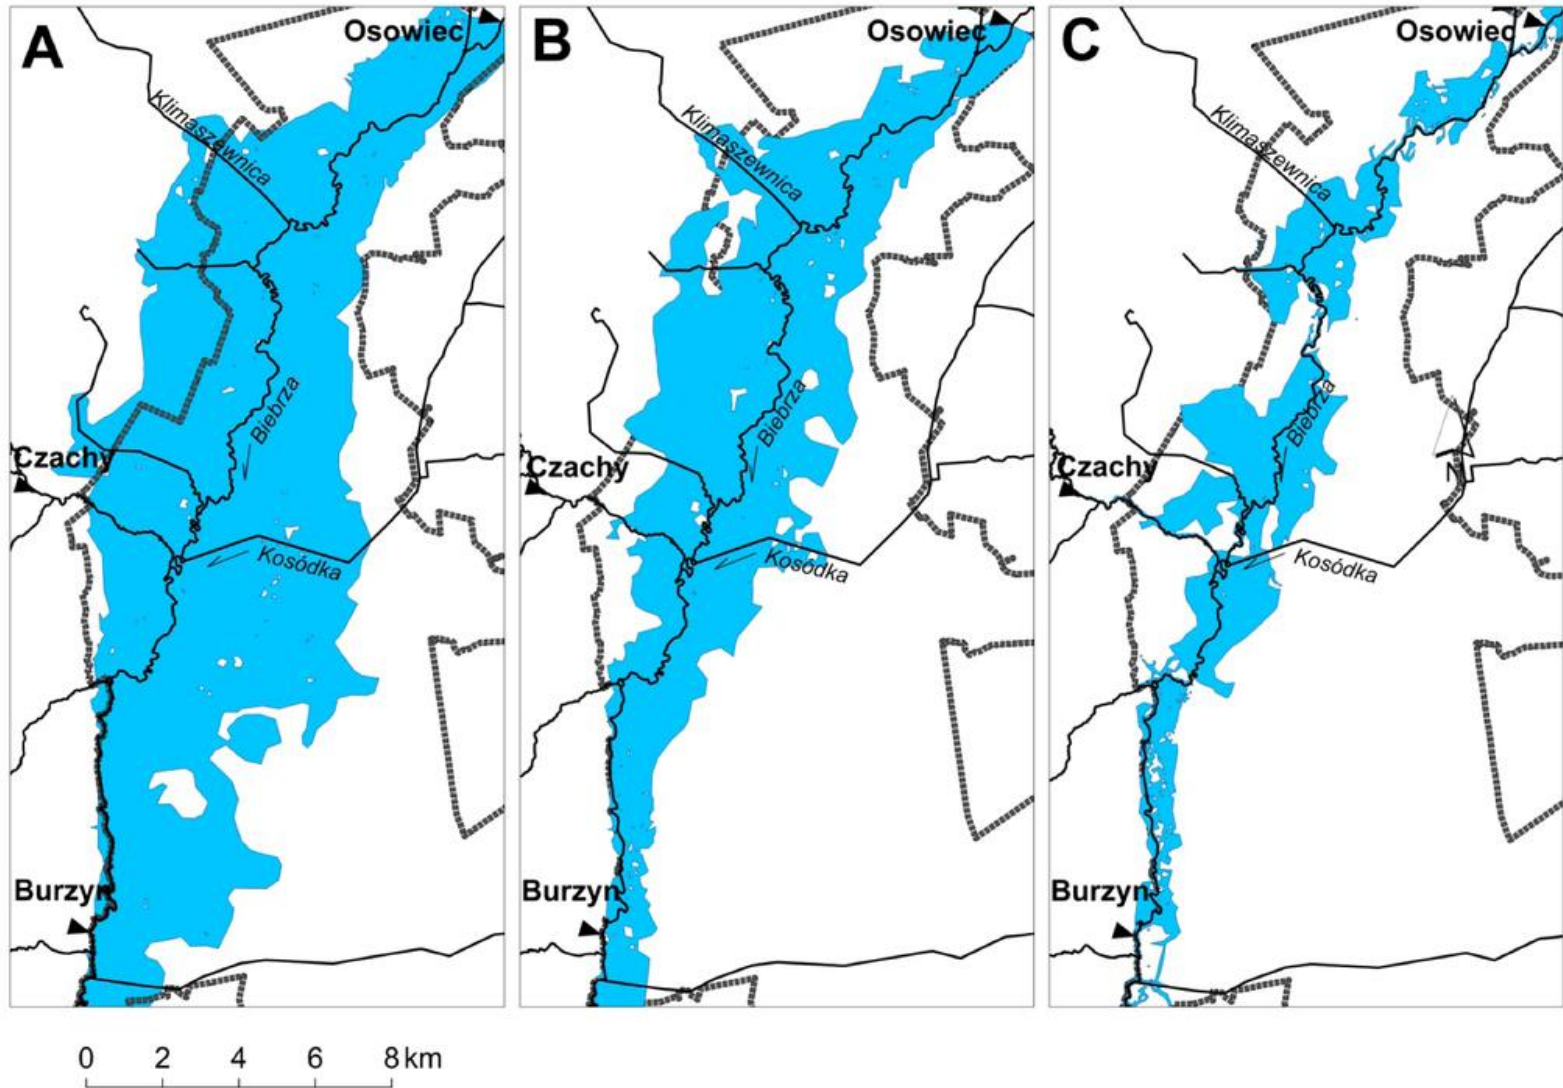 A
Osowiec
Klimaszewnica
Biebrza
Czachy
Kosódka
Burzyn
B
Osowiec
Klimaszewnica
Biebrza
Czachy
Kosódka
Burzyn
C
Osowiec
Klimaszewnica
Biebrza
Czachy
N
Kosódka
Burzyn
0 2 4 6 8 km